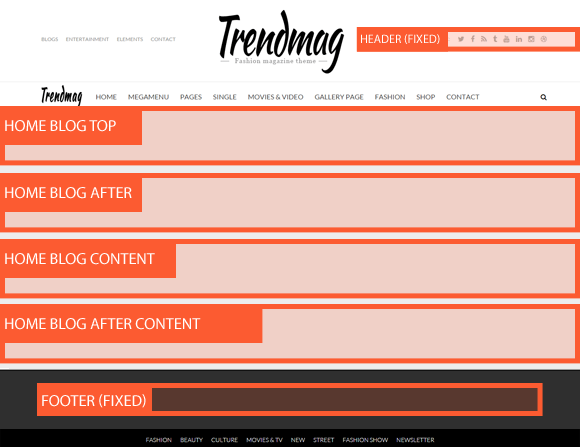 Trendmag
Fashion magazine theme
BLOGS ENTERTAINMENT ELEMENTS CONTACT
HEADER (FIXED)
Trendmag HOME MEGAMENU PAGES SINGLE MOVIES & VIDEO GALLERY PAGE FASHION SHOP CONTACT
HOME BLOG TOP
HOME BLOG AFTER
HOME BLOG CONTENT
HOME BLOG AFTER CONTENT
FOOTER (FIXED)
FASHION BEAUTY CULTURE MOVIES & TV NEW STREET FASHION SHOW NEWSLETTER